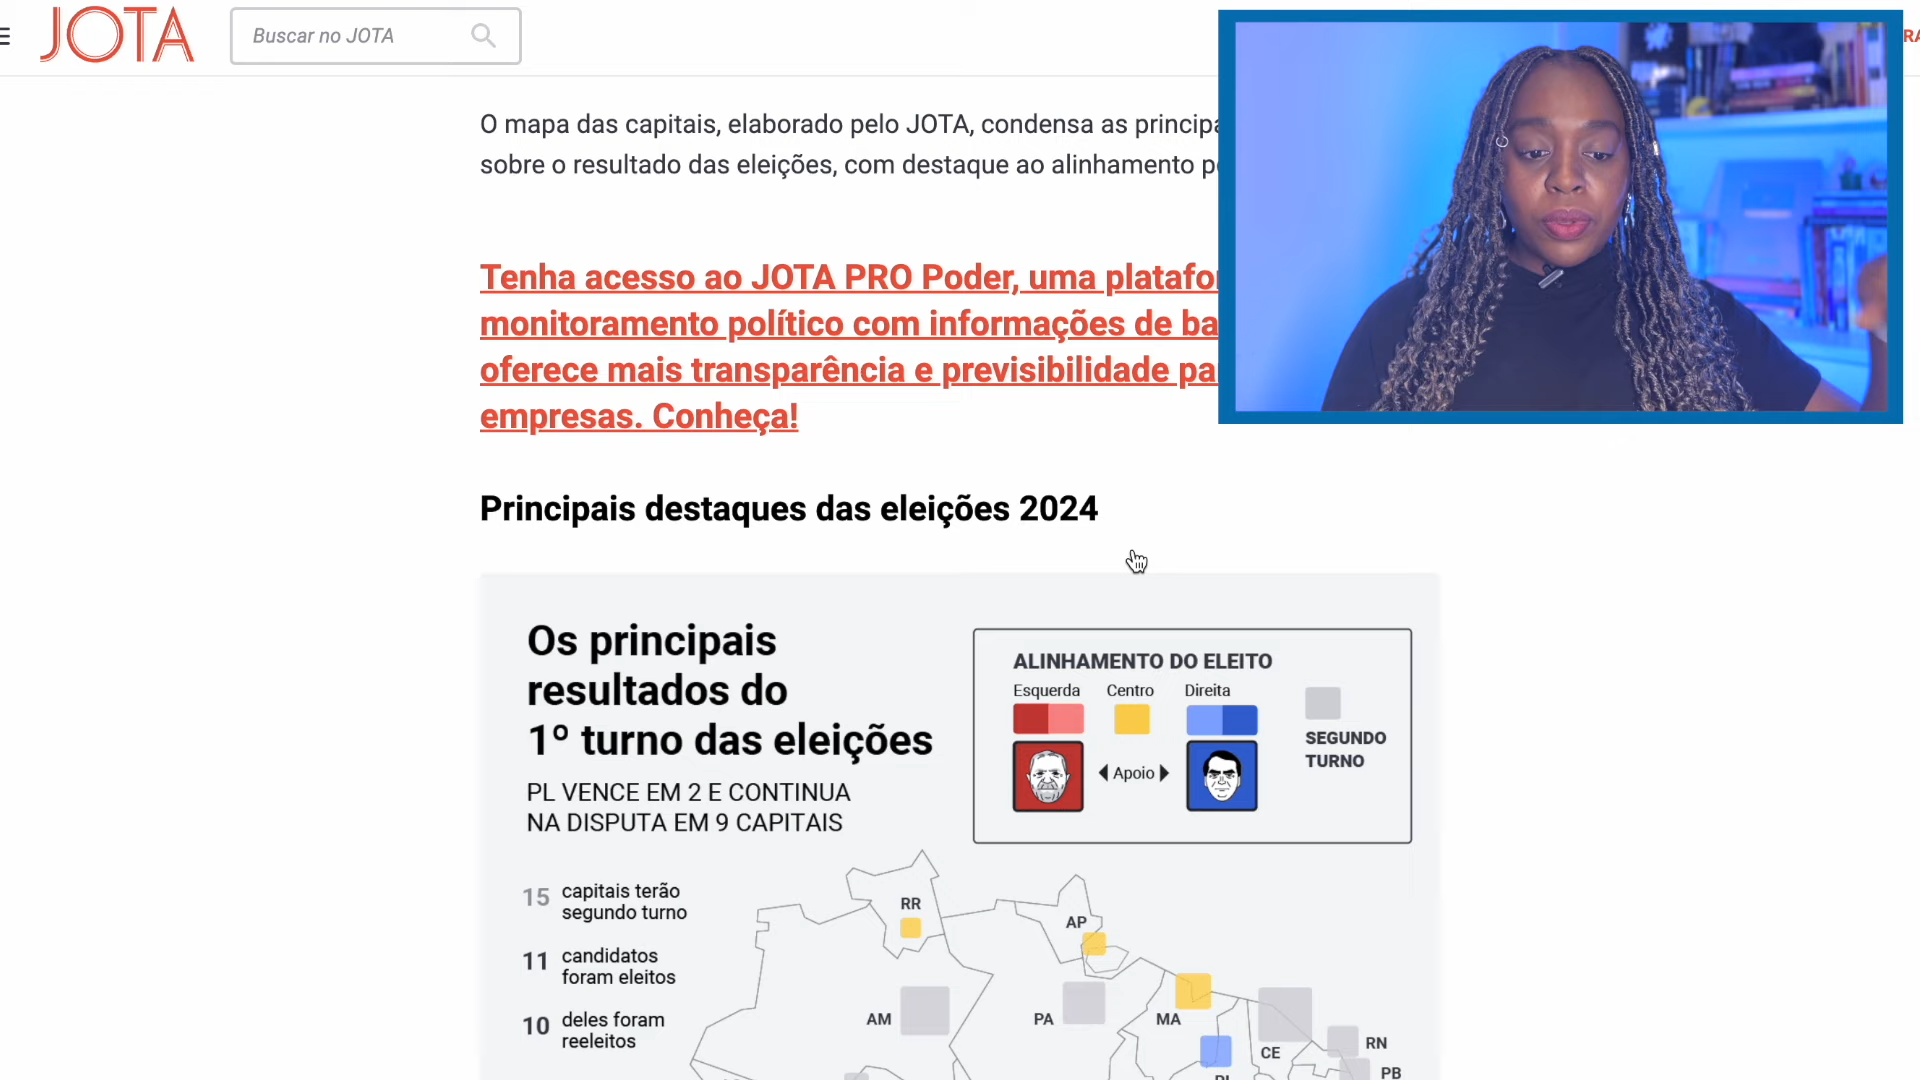 JOTA
Buscar no JOTA
O mapa das capitais, elaborado pelo JOTA, condensa as
sobre o resultado das eleições, com destaque ao alinhamento
Tenha acesso ao JOTA PRO Poder, uma
monitoramento político com informações de
oferece mais transparência e previsibilidade
empresas. Conheça!
Principais destaques das eleições 2024
Os principais
resultados do
1º turno das eleições
PL VENCE EM 2 E CONTINUA
NA DISPUTA EM 9 CAPITAIS
ALINHAMENTO DO ELEITO
Esquerda Centro Direita
Apoio
SEGUNDO
TURNO
15 capitais terão
segundo turno
11 candidatos
foram eleitos
10 deles foram
reeleitos
RR
AP
AM
PA
MA
CE
RN
PB